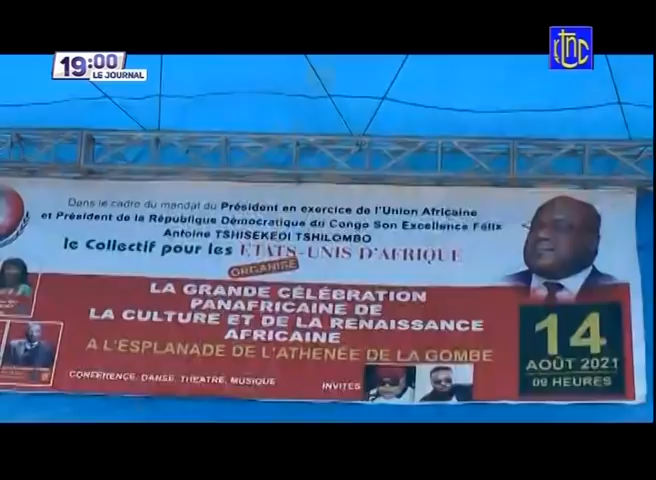 19:00
LE JOURNAL
rtnc
Dans le cadre du mandat du Président en exercice de l'Union Africaine
et Président de la République Démocratique du Congo Son Excellence Félix
Antoine TSHISEKEDI TSHILOMBO
le Collectif pour les ETATS-UNIS D'AFRIQUE
ORGANISE
LA GRANDE CÉLÉBRATION
PANAFRICAINE DE
LA CULTURE ET DE LA RENAISSANCE
AFRICAINE
A L'ESPLANADE DE L'ATHENÉE DE LA GOMBE
CONFERENCE, DANSE, THEATRE, MUSIQUE
INVITES
14
AOUT 2021
09 HEURES